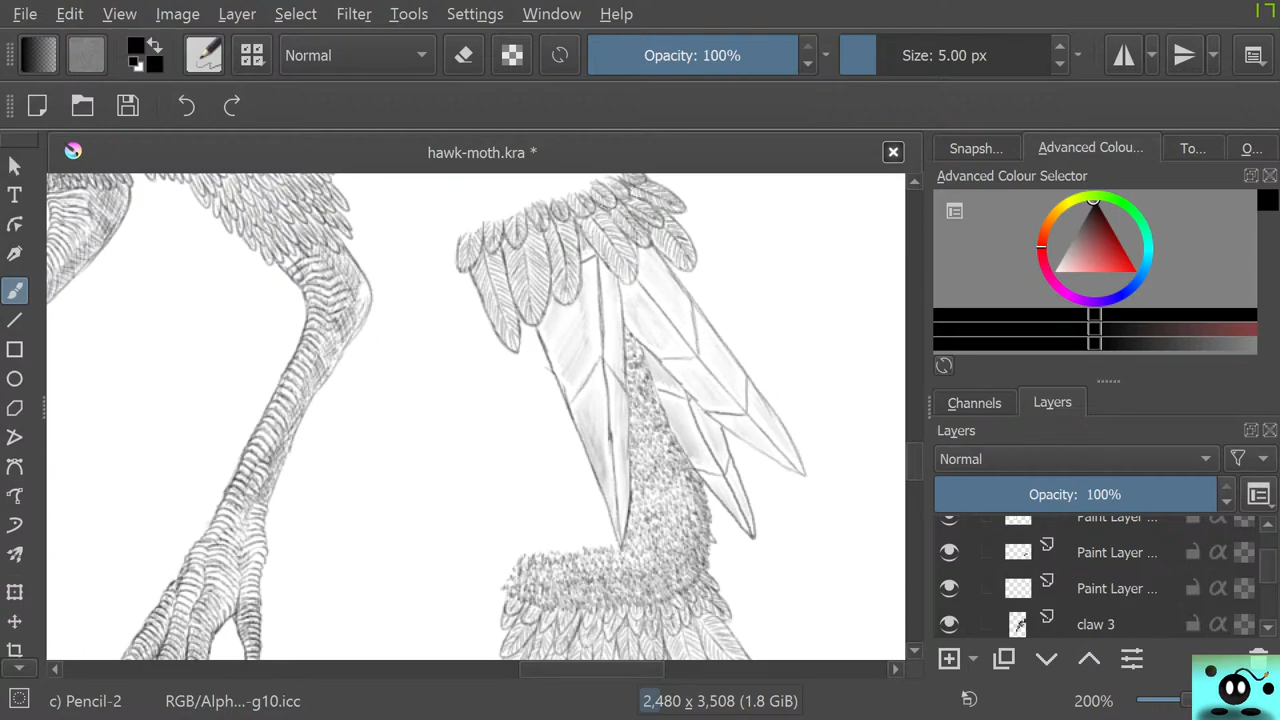 File Edit View Image Layer Select Filter Tools Settings Window Help
17
Normal Opacity: 100% Size: 5.00 px
hawk-moth.kra *
Snapsh... Advanced Colou... To... O...
Advanced Colour Selector
Channels Layers
Layers
Normal
Opacity: 100%
Paint Layer ...
Paint Layer ...
Paint Layer ...
claw 3
c) Pencil-2 RGB/Alph...-g10.icc 2,480 x 3,508 (1.8 GiB) 200%